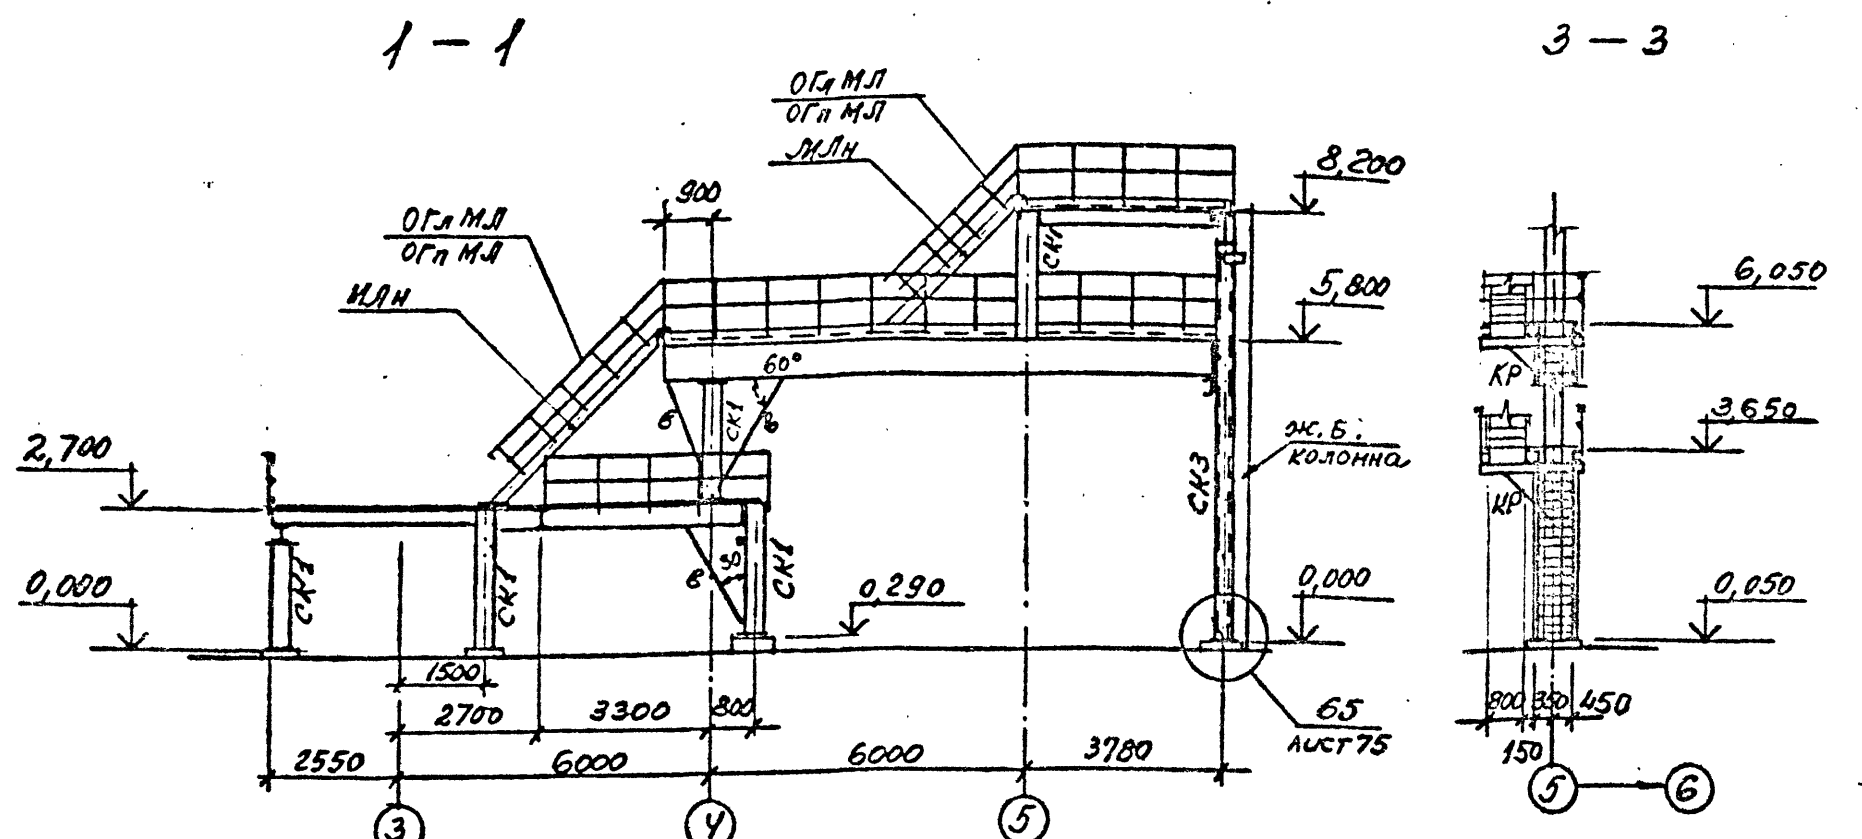 1 – 1
3 – 3
ОГл МЛ
ОГп МЛ
МЛн
8,200
900
ОГл МЛ
ОГп МЛ
МЛн
СК1
5,800
6,050
60°
КР
в
СК1
в
3,650
2,700
Ж.Б.
колонна
СК3
КР
0,000
СК1
СК1
в
СК1
0,290
0,000
0,050
1500
2700
3300
800
65
лист 75
800
350
450
150
2550
6000
6000
3780
3
4
5
5
6